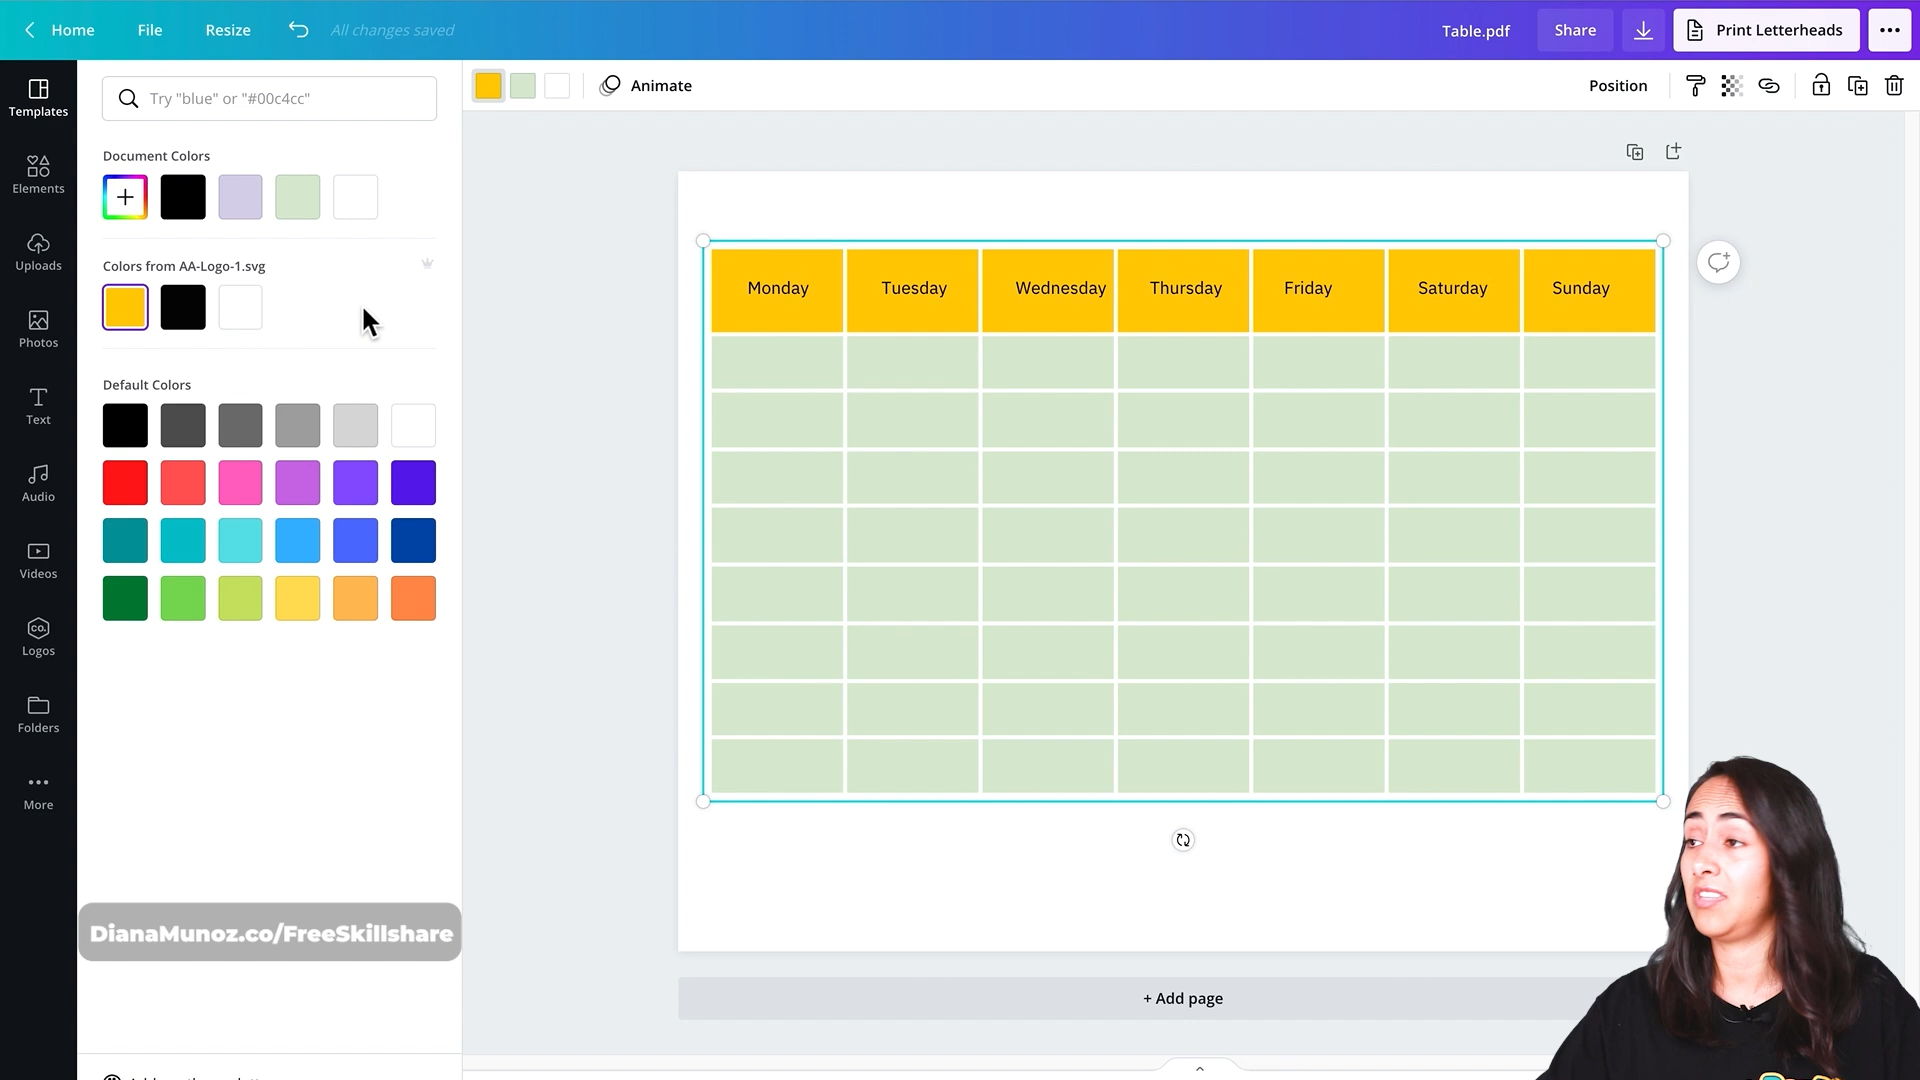 Home File Resize All changes saved Table.pdf Share Print Letterheads
Templates
Elements
Uploads
Photos
Text
Audio
Videos
co.
Logos
Folders
More
Try "blue" or "#00c4cc"
Document Colors
Colors from AA-Logo-1.svg
Default Colors
DianaMunoz.co/FreeSkillshare
Animate Position
Monday Tuesday Wednesday Thursday Friday Saturday Sunday
+ Add page